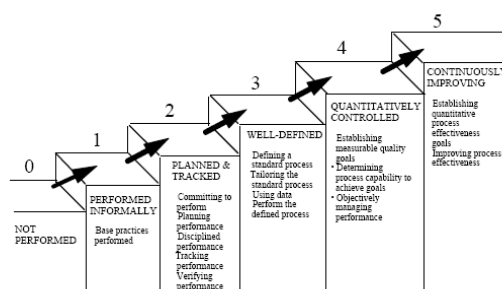 0
NOT
PERFORMED
1
PERFORMED
INFORMALLY
Base practices
performed
2
PLANNED &
TRACKED
Committing to
perform
Planning
performance
Disciplined
performance
Tracking
performance
Verifying
performance
3
WELL-DEFINED
Defining a
standard process
Tailoring the
standard process
Using data
Perform the
defined process
4
QUANTITATIVELY
CONTROLLED
Establishing
measurable quality
goals
• Determining
process capability to
achieve goals
• Objectively
managing
performance
5
CONTINUOUSLY
IMPROVING
Establishing
quantitative
process
effectiveness
goals
Improving process
effectiveness